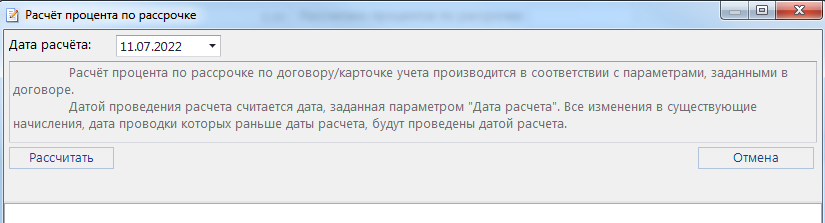 Расчёт процента по рассрочке
Дата расчёта: 11.07.2022
Расчёт процента по рассрочке по договору/карточке учета производится в соответствии с параметрами, заданными в
договоре.
Датой проведения расчета считается дата, заданная параметром "Дата расчета". Все изменения в существующие
начисления, дата проводки которых раньше даты расчета, будут проведены датой расчета.
Рассчитать Отмена